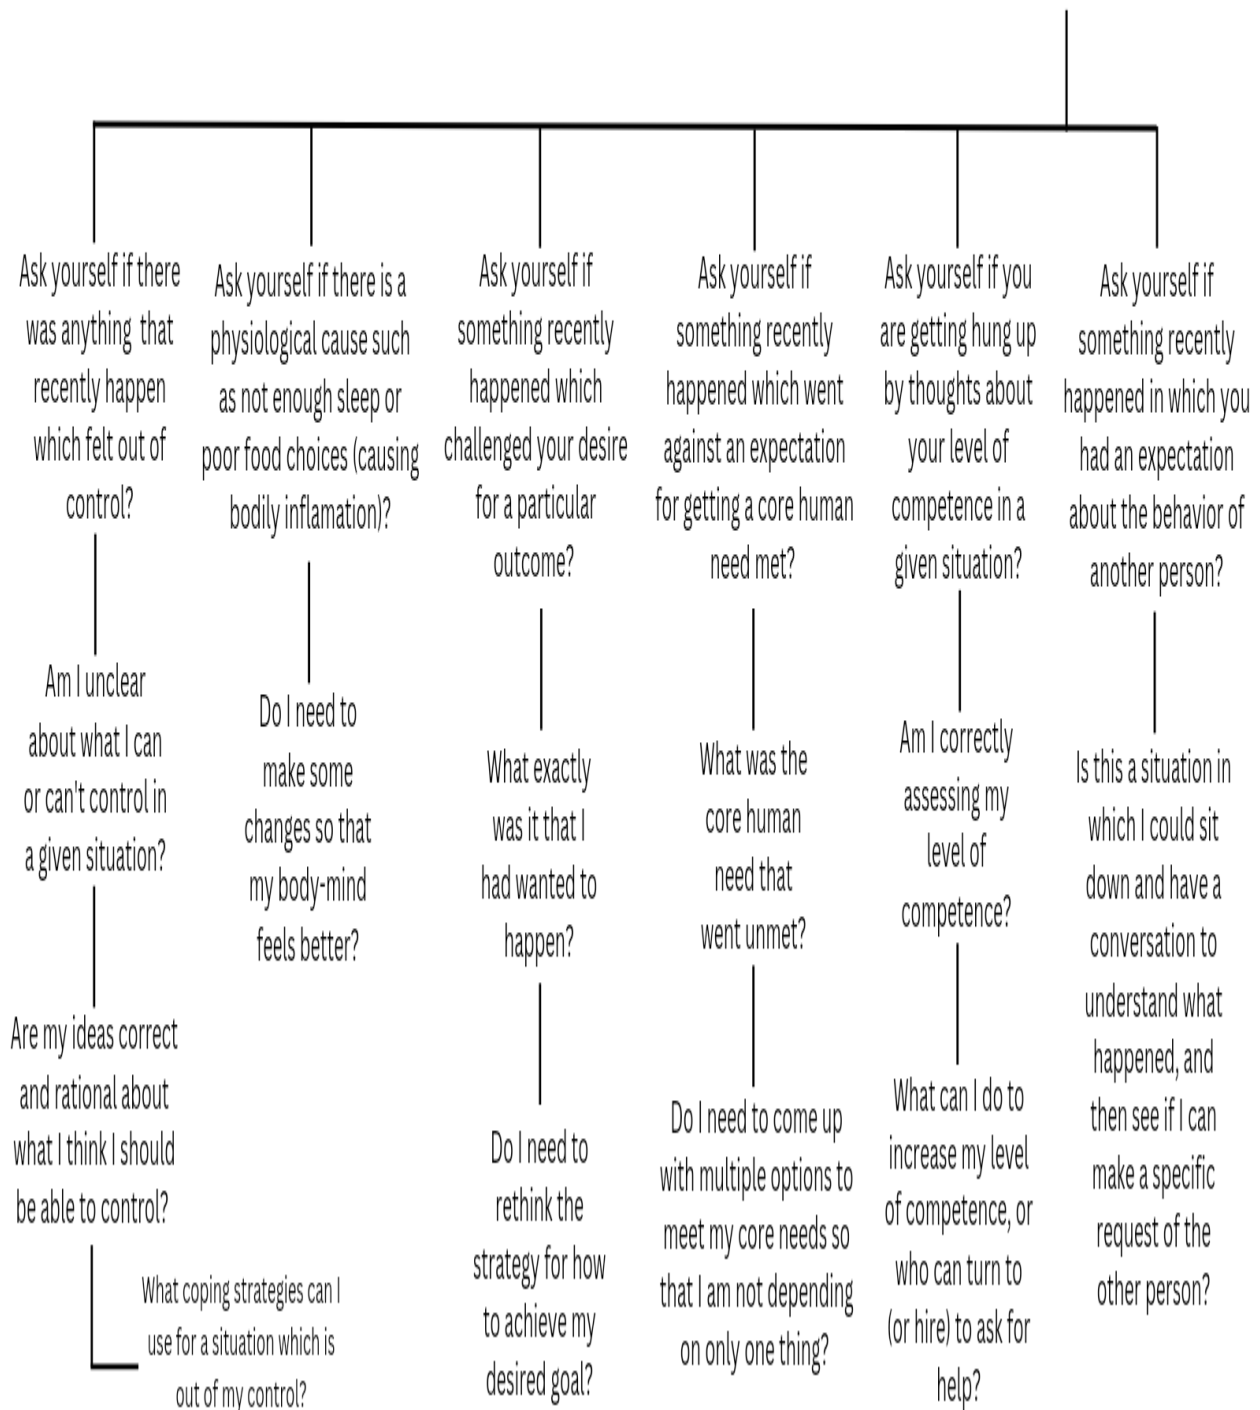 Ask yourself if there
was anything that
recently happen
which felt out of
control?
Am I unclear
about what I can
or can't control in
a given situation?
Are my ideas correct
and rational about
what I think I should
be able to control?
What coping strategies can I
use for a situation which is
out of my control?
Ask yourself if there is a
physiological cause such
as not enough sleep or
poor food choices (causing
bodily inflamation)?
Do I need to
make some
changes so that
my body-mind
feels better?
Ask yourself if
something recently
happened which
challenged your desire
for a particular
outcome?
What exactly
was it that I
had wanted to
happen?
Do I need to
rethink the
strategy for how
to achieve my
desired goal?
Ask yourself if
something recently
happened which went
against an expectation
for getting a core human
need met?
What was the
core human
need that
went unmet?
Do I need to come up
with multiple options to
meet my core needs so
that I am not depending
on only one thing?
Ask yourself if you
are getting hung up
by thoughts about
your level of
competence in a
given situation?
Am I correctly
assessing my
level of
competence?
What can I do to
increase my level
of competence, or
who can turn to
(or hire) to ask for
help?
Ask yourself if
something recently
happened in which you
had an expectation
about the behavior of
another person?
Is this a situation in
which I could sit
down and have a
conversation to
understand what
happened, and
then see if I can
make a specific
request of the
other person?